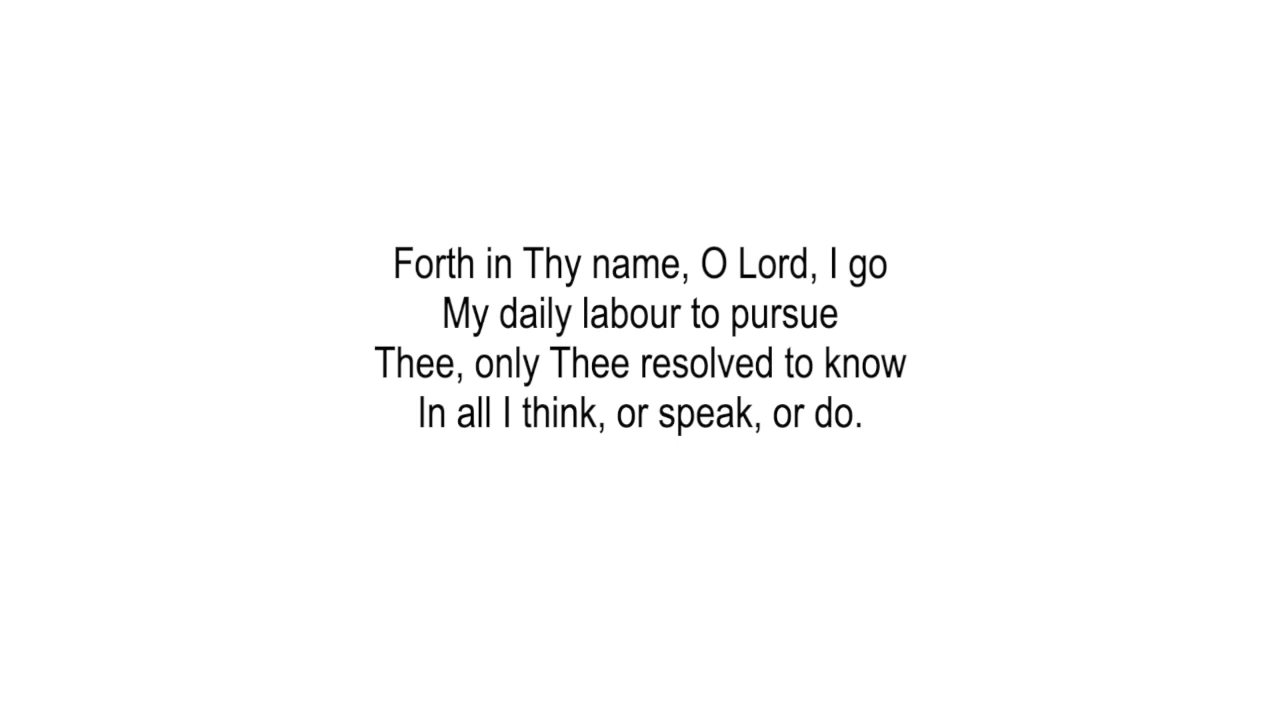 Forth in Thy name, O Lord, I go
My daily labour to pursue
Thee, only Thee resolved to know
In all I think, or speak, or do.